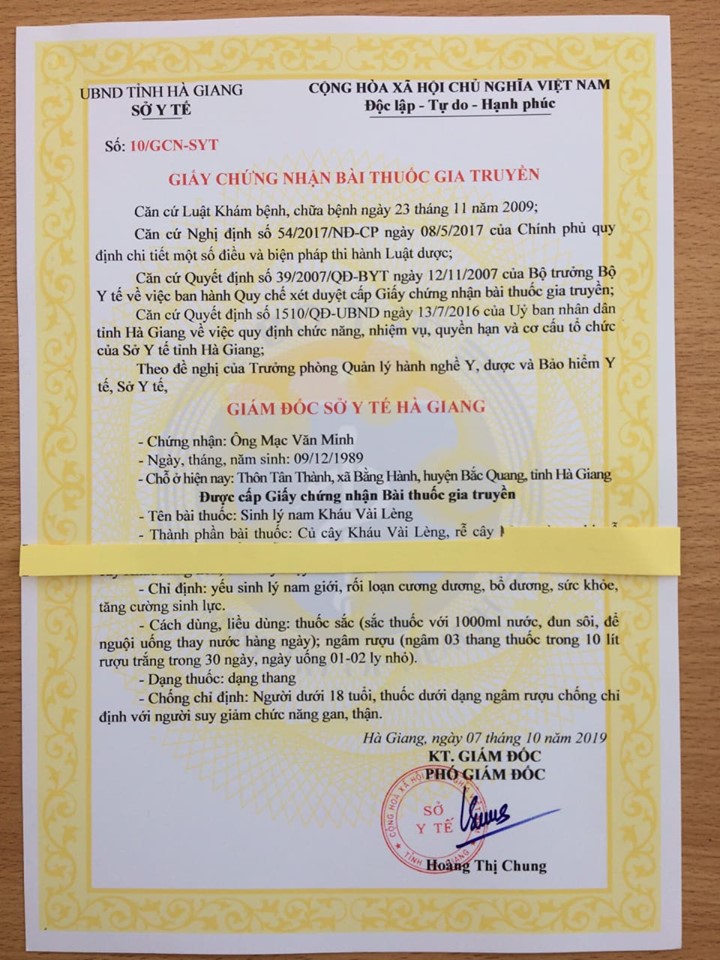 UBND TỈNH HÀ GIANG
SỞ Y TẾ
CỘNG HÒA XÃ HỘI CHỦ NGHĨA VIỆT NAM
Độc lập - Tự do - Hạnh phúc
Số: 10/GCN-SYT
GIẤY CHỨNG NHẬN BÀI THUỐC GIA TRUYỀN
Căn cứ Luật Khám bệnh, chữa bệnh ngày 23 tháng 11 năm 2009;
Căn cứ Nghị định số 54/2017/NĐ-CP ngày 08/5/2017 của Chính phủ quy
định chi tiết một số điều và biện pháp thi hành Luật dược;
Căn cứ Quyết định số 39/2007/QĐ-BYT ngày 12/11/2007 của Bộ trưởng Bộ
Y tế về việc ban hành Quy chế xét duyệt cấp Giấy chứng nhận bài thuốc gia truyền;
Căn cứ Quyết định số 1510/QĐ-UBND ngày 13/7/2016 của Uỷ ban nhân dân
tỉnh Hà Giang về việc quy định chức năng, nhiệm vụ, quyền hạn và cơ cấu tổ chức
của Sở Y tế tỉnh Hà Giang;
Theo đề nghị của Trưởng phòng Quản lý hành nghề Y, dược và Bảo hiểm Y
tế, Sở Y tế,
GIÁM ĐỐC SỞ Y TẾ HÀ GIANG
- Chứng nhận: Ông Mạc Văn Minh
- Ngày, tháng, năm sinh: 09/12/1989
- Chỗ ở hiện nay: Thôn Tân Thành, xã Bằng Hành, huyện Bắc Quang, tỉnh Hà Giang
Được cấp Giấy chứng nhận Bài thuốc gia truyền
- Tên bài thuốc: Sinh lý nam Kháu Vài Lèng
- Thành phần bài thuốc: Củ cây Kháu Vài Lèng, rễ cây
- Chỉ định: yếu sinh lý nam giới, rối loạn cương dương, bổ dương, sức khỏe,
tăng cường sinh lực.
- Cách dùng, liều dùng: thuốc sắc (sắc thuốc với 1000ml nước, đun sôi, để
nguội uống thay nước hàng ngày); ngâm rượu (ngâm 03 thang thuốc trong 10 lít
rượu trắng trong 30 ngày, ngày uống 01-02 ly nhỏ).
- Dạng thuốc: dạng thang
- Chống chỉ định: Người dưới 18 tuổi, thuốc dưới dạng ngâm rượu chống chỉ
định với người suy giảm chức năng gan, thận.
Hà Giang, ngày 07 tháng 10 năm 2019
KT. GIÁM ĐỐC
PHÓ GIÁM ĐỐC
SỞ
Y TẾ
Hoàng Thị Chung